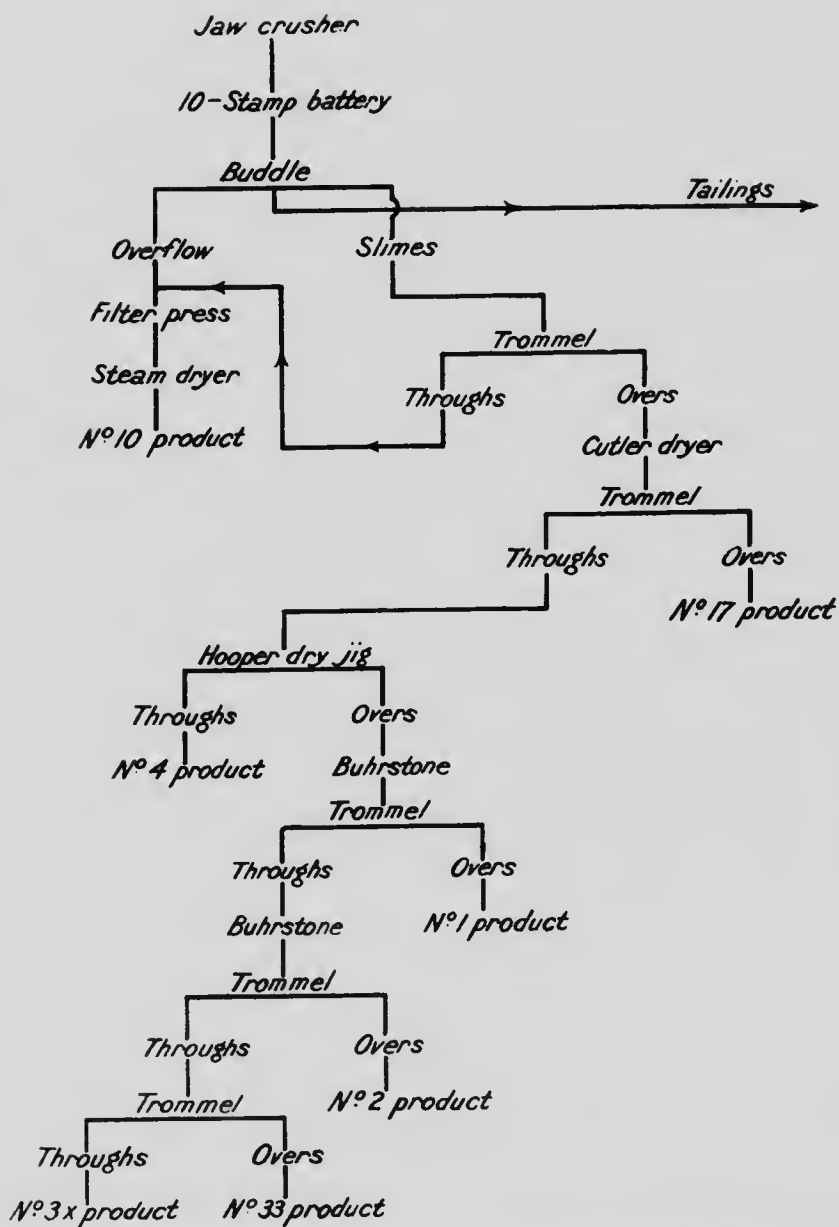 Jaw crusher
10-Stamp battery
Buddle
Tailings
Overflow
Slimes
Filter press
Trommel
Steam dryer
Throughs
Overs
Nº 10 product
Cutler dryer
Trommel
Throughs
Overs
Nº 17 product
Hooper dry jig
Throughs
Overs
Nº 4 product
Buhrstone
Trommel
Throughs
Overs
Buhrstone
Nº 1 product
Trommel
Throughs
Overs
Trommel
Nº 2 product
Throughs
Overs
Nº 3x product
Nº 33 product